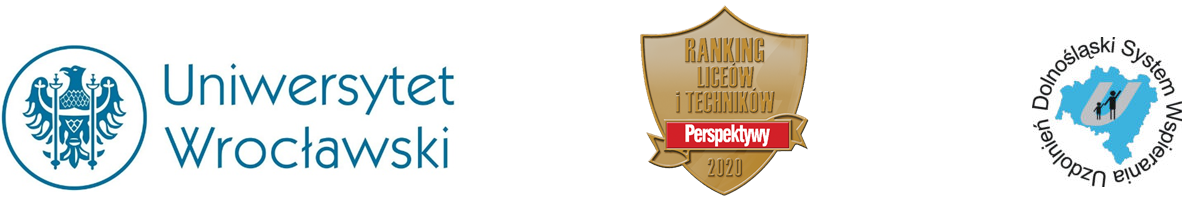 Uniwersytet
Wrocławski
RANKING
LICEÓW
i TECHNIKÓW
Perspektywy
2020
Dolnośląski System Wspierania Uzdolnień